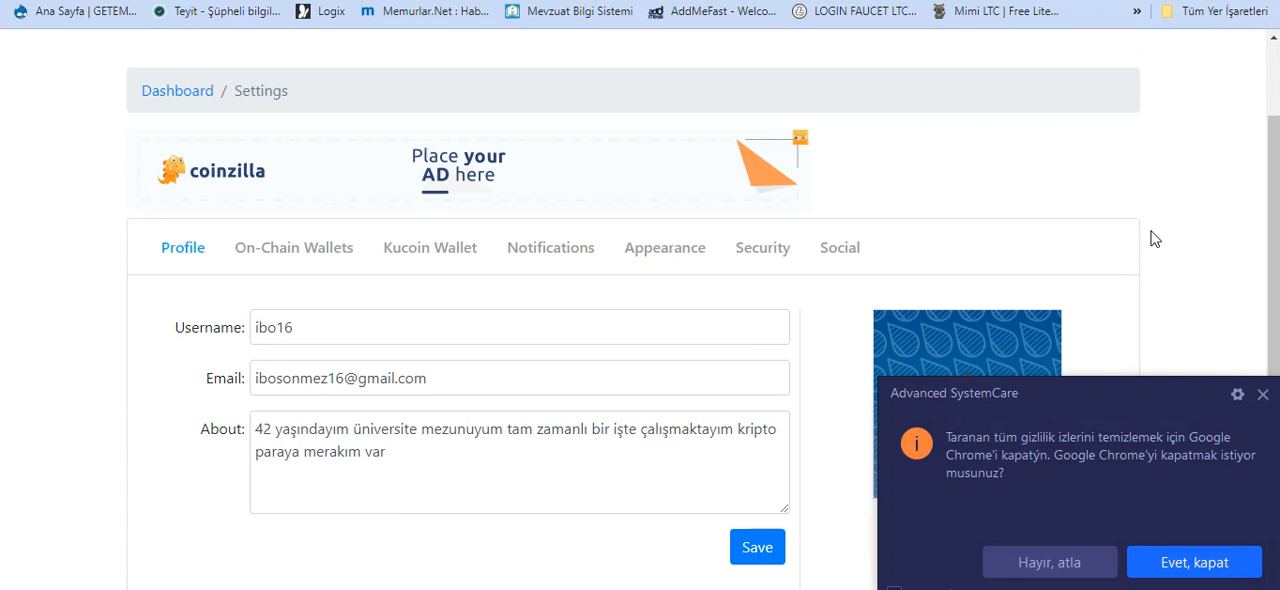 Ana Sayfa | GETEM...
Teyit - Şüpheli bilgil...
Logix
Memurlar.Net : Hab...
Mevzuat Bilgi Sistemi
AddMeFast - Welco...
LOGIN FAUCET LTC...
Mimi LTC | Free Lite...
»
Tüm Yer İşaretleri
Dashboard / Settings
coinzilla
Place your
AD here
Profile
On-Chain Wallets
Kucoin Wallet
Notifications
Appearance
Security
Social
Username: ibo16
Email: ibosonmez16@gmail.com
About: 42 yaşındayım üniversite mezunuyum tam zamanlı bir işte çalışmaktayım kripto
paraya merakım var
Save
Advanced SystemCare
Taranan tüm gizlilik izlerini temizlemek için Google
Chrome'i kapatýn. Google Chrome'yi kapatmak istiyor
musunuz?
Hayır, atla
Evet, kapat